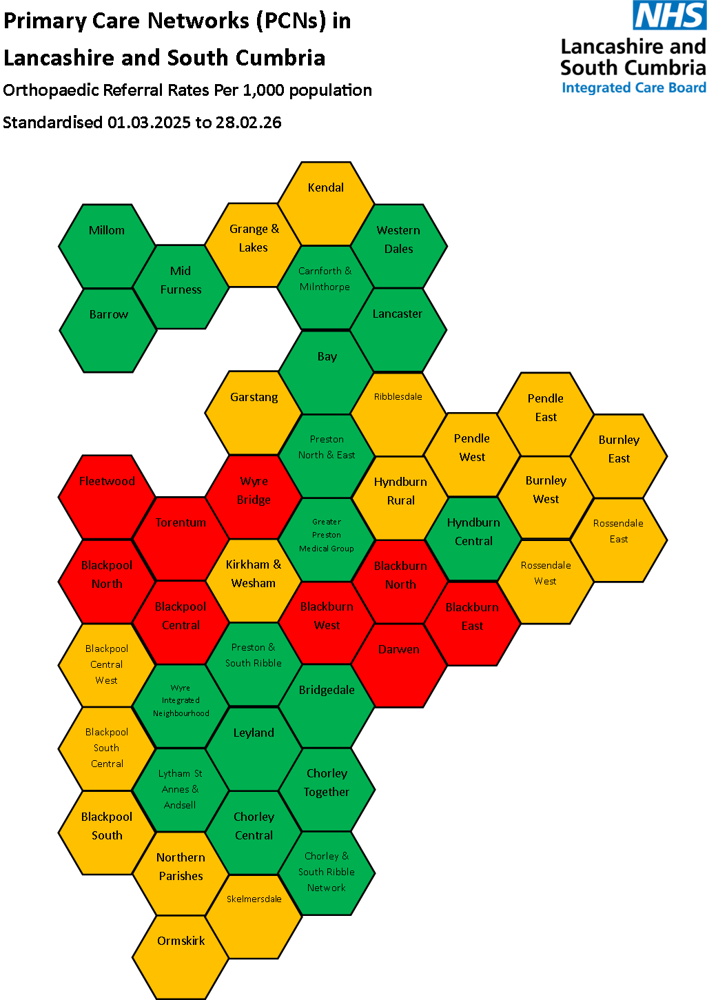 Primary Care Networks (PCNs) in
Lancashire and South Cumbria
Orthopaedic Referral Rates Per 1,000 population
Standardised 01.03.2025 to 28.02.26
NHS
Lancashire and
South Cumbria
Integrated Care Board
Kendal
Millom
Grange &
Lakes
Western
Dales
Mid
Furness
Carnforth &
Milnthorpe
Barrow
Lancaster
Bay
Garstang
Ribblesdale
Pendle
East
Preston
North & East
Pendle
West
Burnley
East
Fleetwood
Wyre
Bridge
Hyndburn
Rural
Burnley
West
Torentum
Greater
Preston
Medical Group
Hyndburn
Central
Rossendale
East
Blackpool
North
Kirkham &
Wesham
Blackburn
North
Rossendale
West
Blackpool
Central
Blackburn
West
Blackburn
East
Blackpool
Central
West
Preston &
South Ribble
Darwen
Wyre
Integrated
Neighbourhood
Bridgedale
Blackpool
South
Central
Leyland
Lytham St
Annes &
Andsell
Chorley
Together
Blackpool
South
Chorley
Central
Northern
Parishes
Chorley &
South Ribble
Network
Skelmersdale
Ormskirk